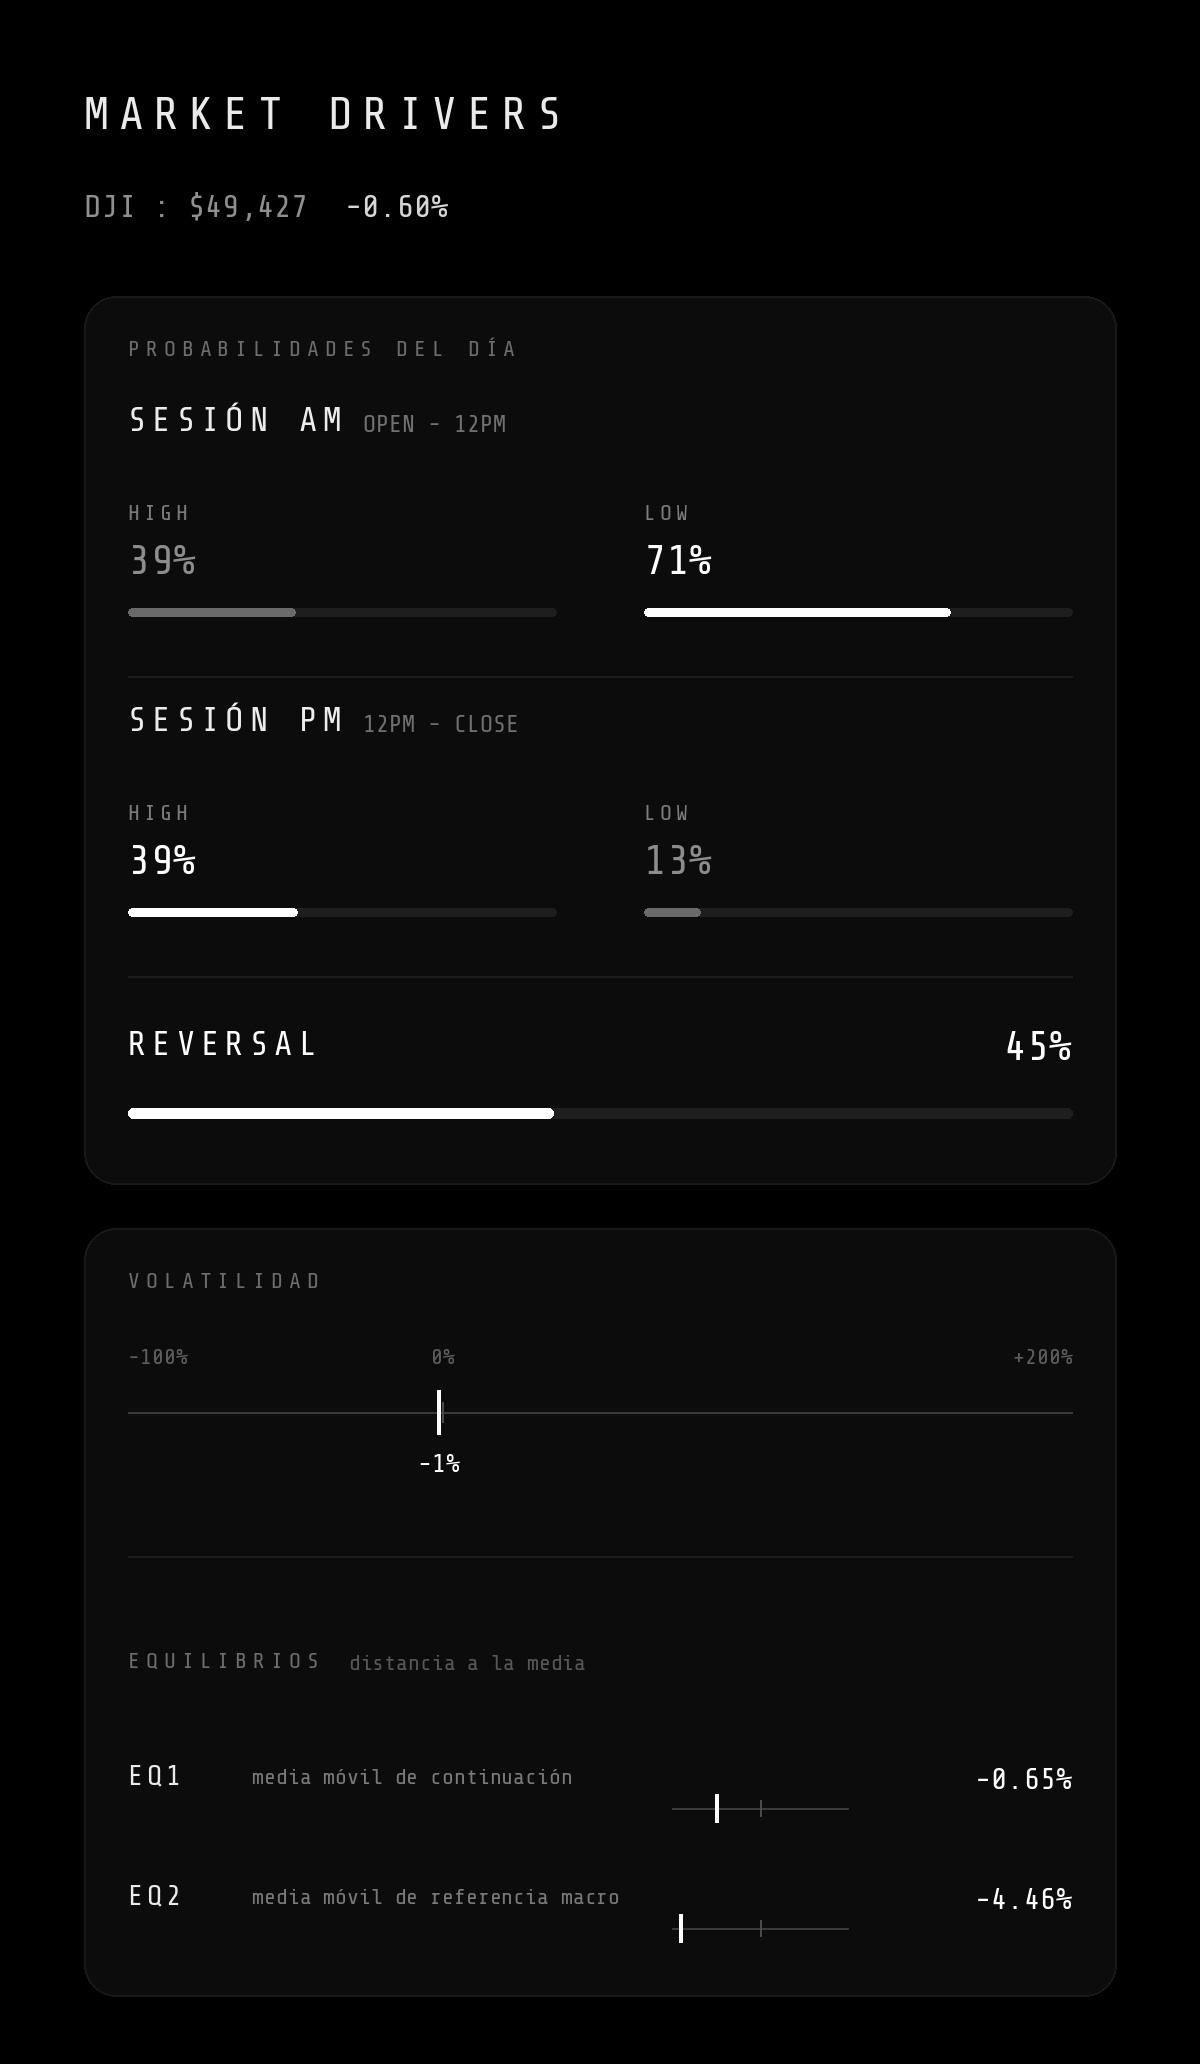 MARKET DRIVERS
DJI : $49,427 -0.60%
PROBABILIDADES DEL DÍA
SESIÓN AM OPEN - 12PM
HIGH LOW
39% 71%
SESIÓN PM 12PM - CLOSE
HIGH LOW
39% 13%
REVERSAL 45%
VOLATILIDAD
-100% 0% +200%
-1%
EQUILIBRIOS distancia a la media
EQ1 media móvil de continuación -0.65%
EQ2 media móvil de referencia macro -4.46%